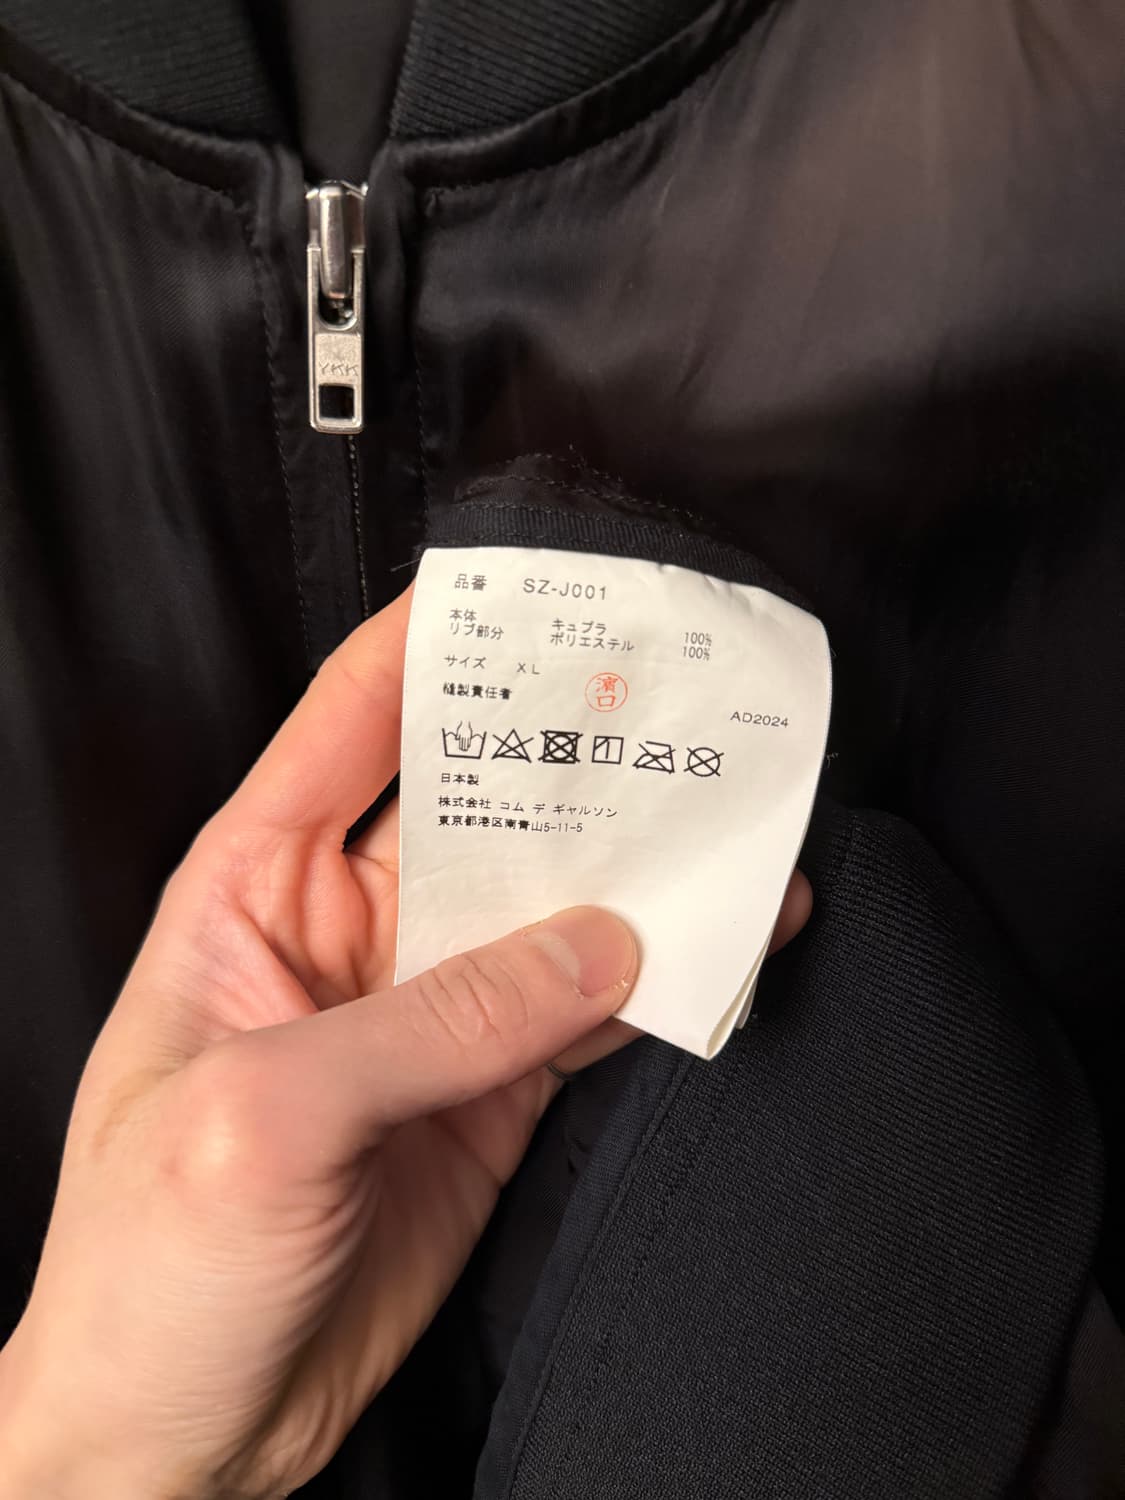 YKK
品番 SZ-J001
本体 キュプラ 100%
リブ部分 ポリエステル 100%
サイズ XL
縫製責任者 濱口
AD2024
日本製
株式会社 コム デ ギャルソン
東京都港区南青山5-11-5